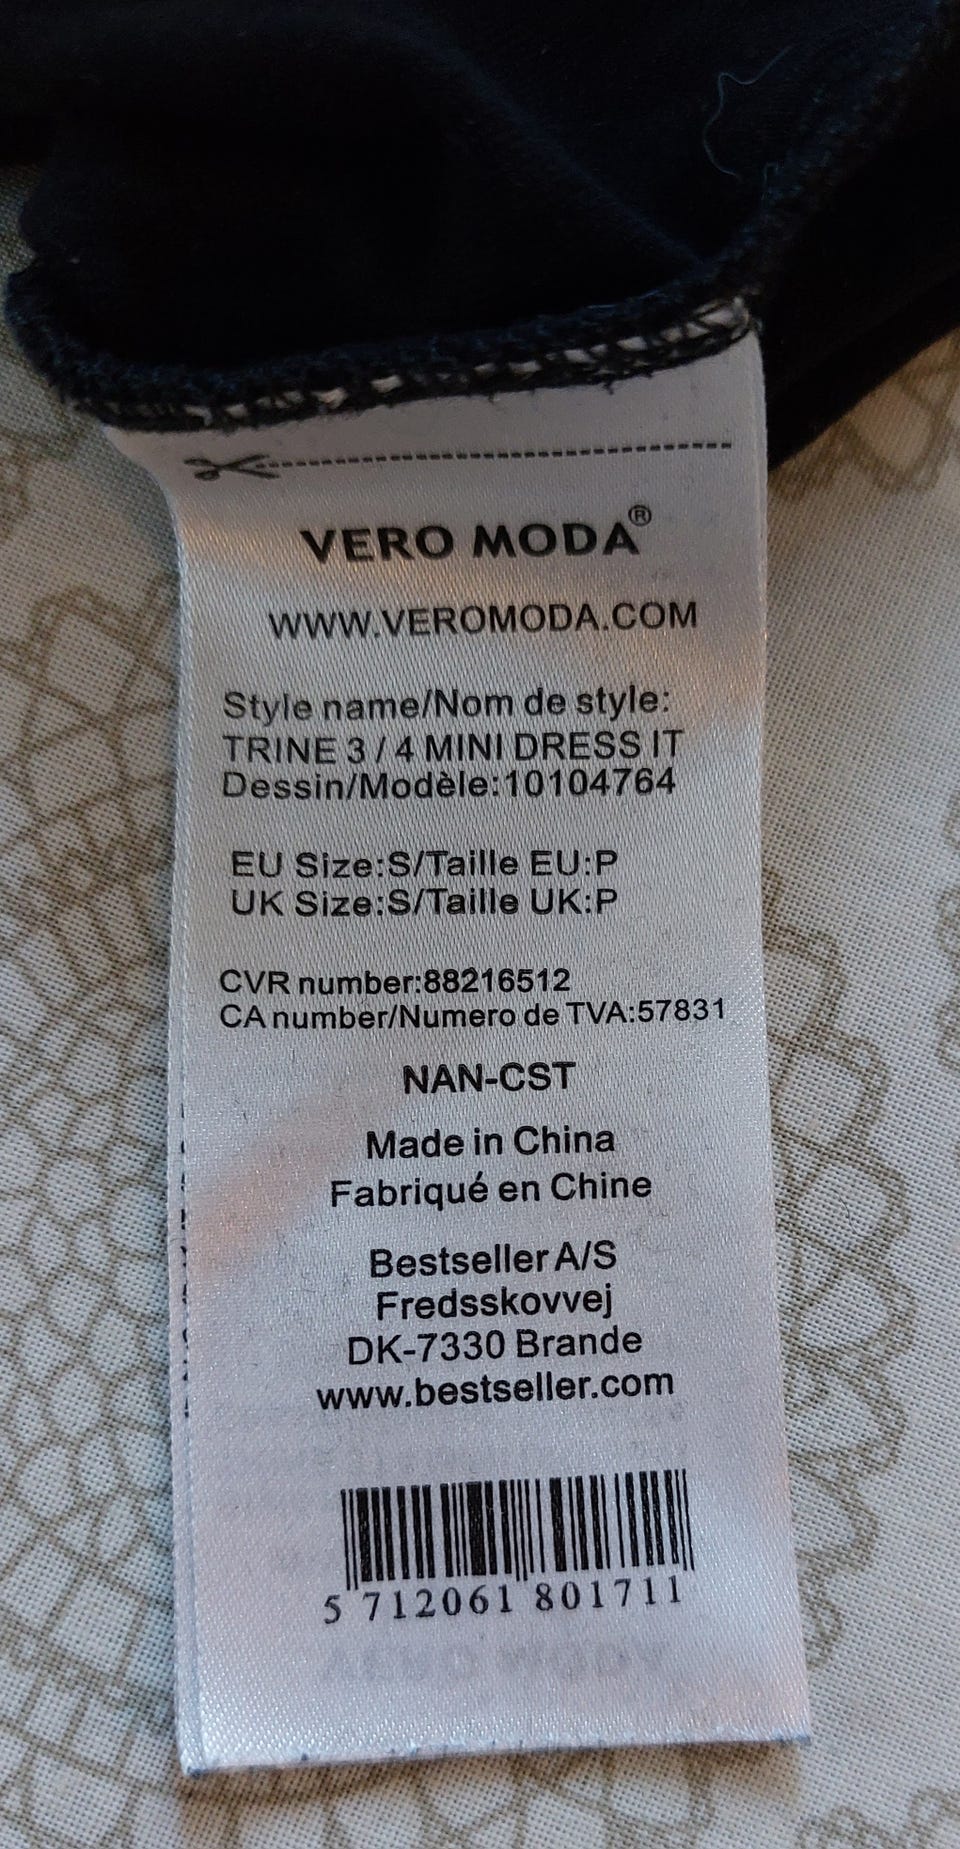 VERO MODA®
WWW.VEROMODA.COM
Style name/Nom de style:
TRINE 3 / 4 MINI DRESS IT
Dessin/Modèle:10104764
EU Size:S/Taille EU:P
UK Size:S/Taille UK:P
CVR number:88216512
CA number/Numero de TVA:57831
NAN-CST
Made in China
Fabriqué en Chine
Bestseller A/S
Fredsskovvej
DK-7330 Brande
www.bestseller.com
5 712061 801711